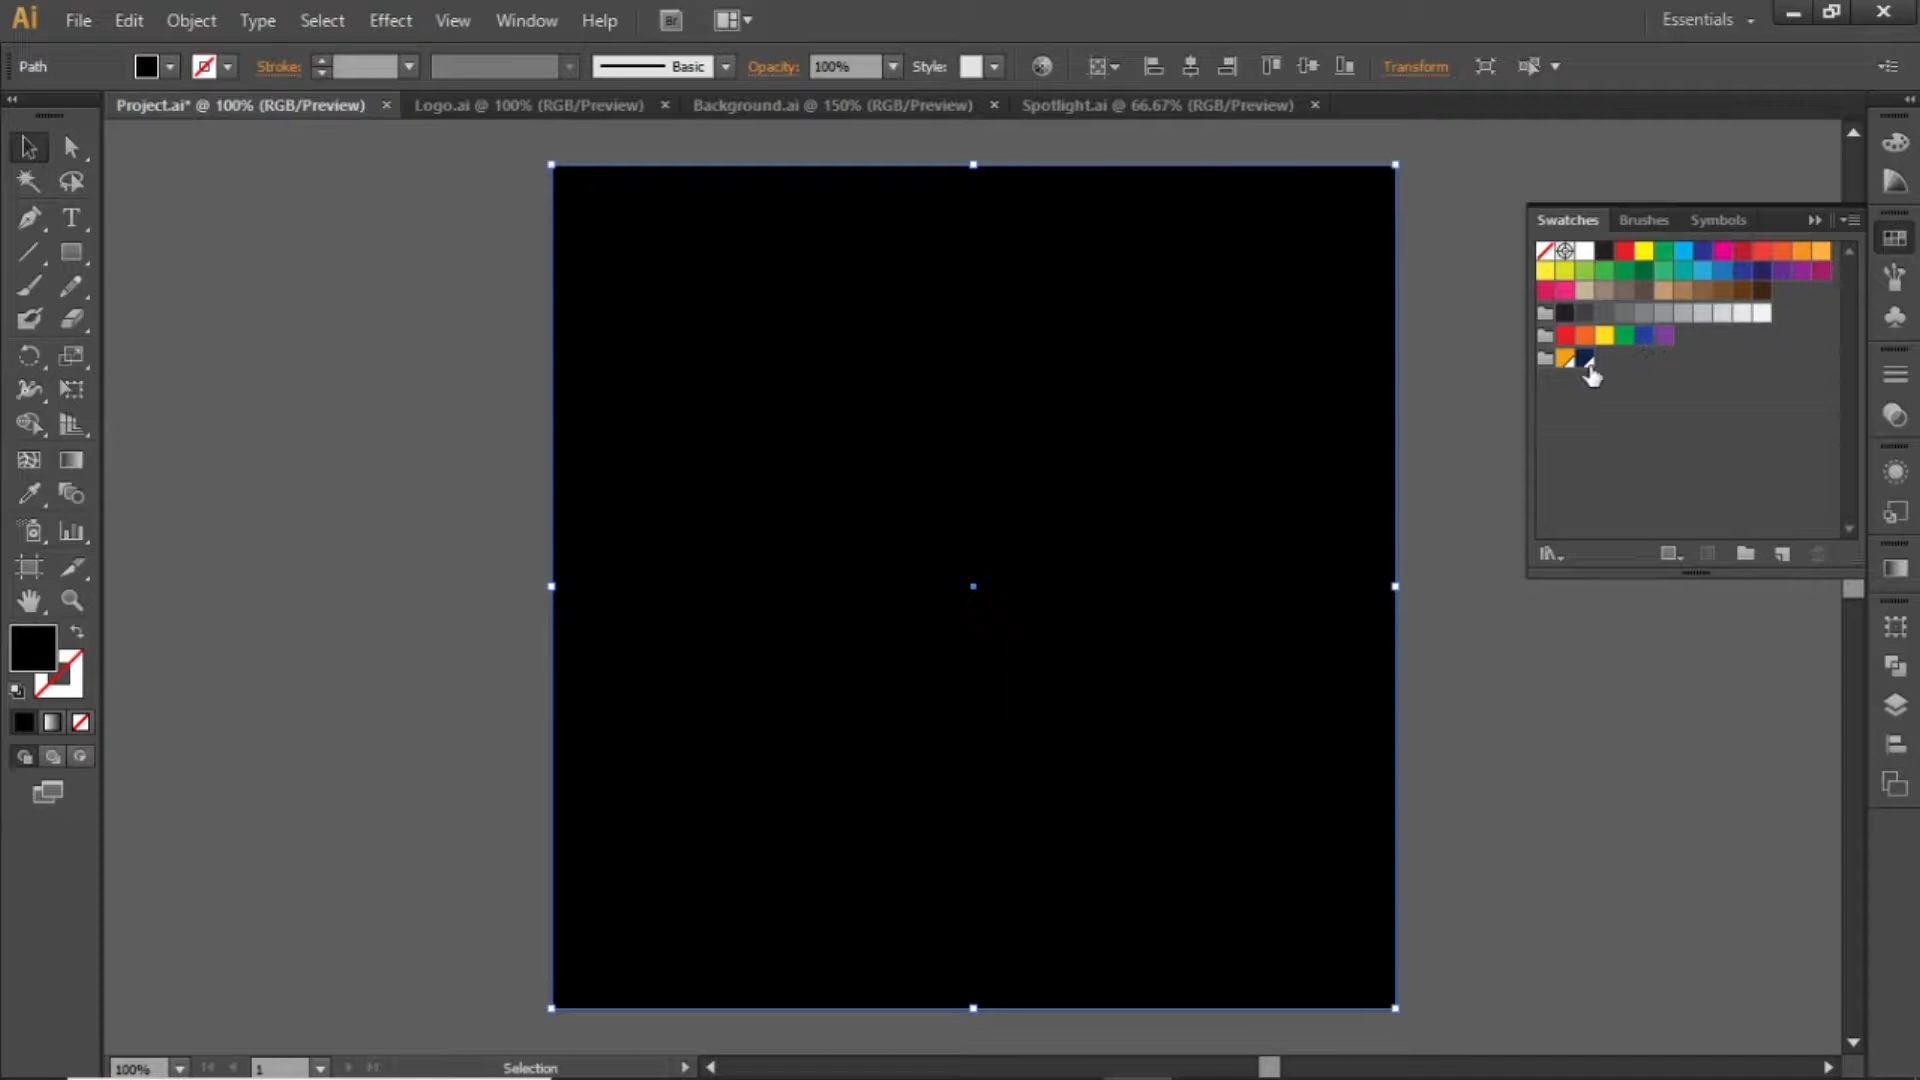 Ai File Edit Object Type Select Effect View Window Help Br Essentials
Path Stroke: Basic Opacity: 100% Style: Transform
Project.ai* @ 100% (RGB/Preview) Logo.ai @ 100% (RGB/Preview) Background.ai @ 150% (RGB/Preview) Spotlight.ai @ 66.67% (RGB/Preview)
Swatches Brushes Symbols
T
100% 1 Selection